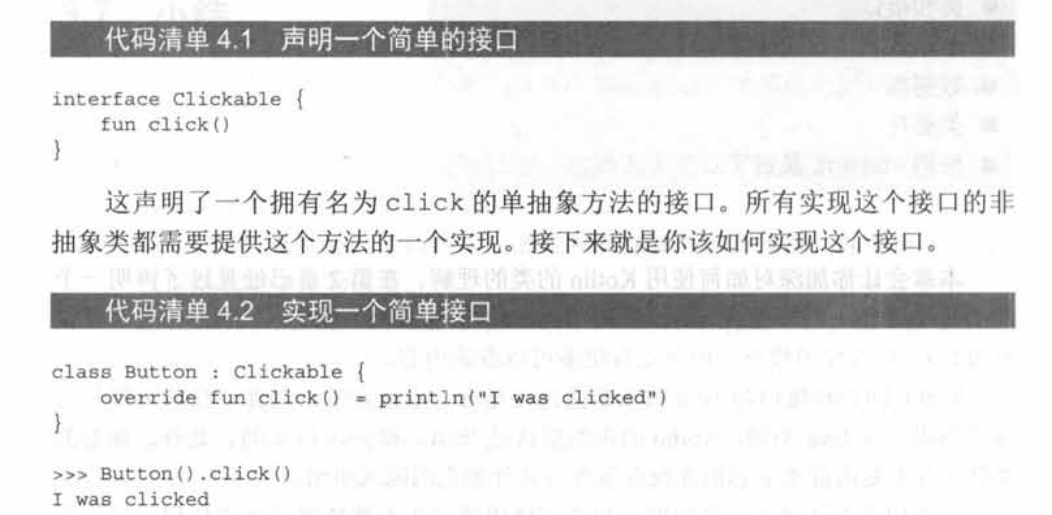 代码清单 4.1 声明一个简单的接口
interface Clickable {
    fun click()
}
这声明了一个拥有名为 click 的单抽象方法的接口。所有实现这个接口的非
抽象类都需要提供这个方法的一个实现。接下来就是你该如何实现这个接口。
代码清单 4.2 实现一个简单接口
class Button : Clickable {
    override fun click() = println("I was clicked")
}
>>> Button().click()
I was clicked